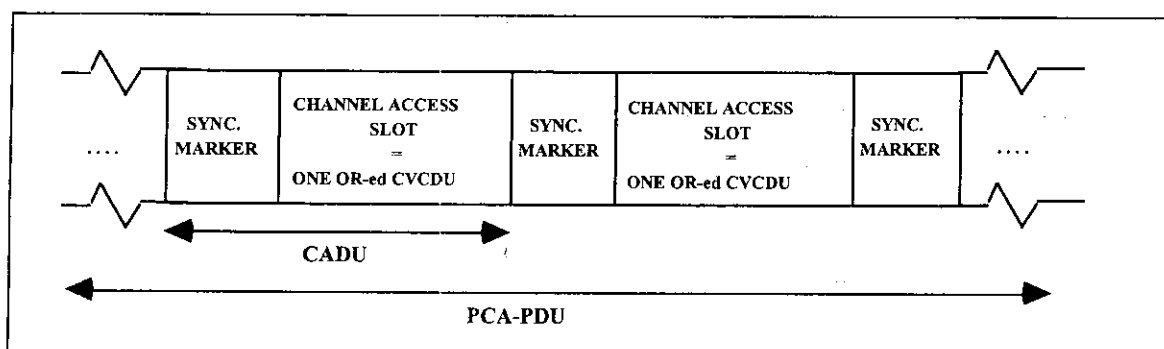 ....
SYNC.
MARKER
CHANNEL ACCESS
SLOT
=
ONE OR-ed CVCDU
SYNC.
MARKER
CHANNEL ACCESS
SLOT
=
ONE OR-ed CVCDU
SYNC.
MARKER
....
CADU
PCA-PDU